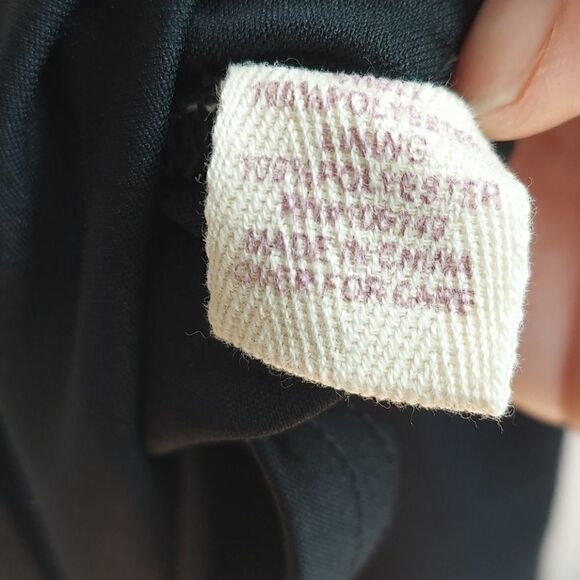 100% POLYESTER
LINING
100% POLYESTER
MADE IN CHINA
OVER FOR CARE